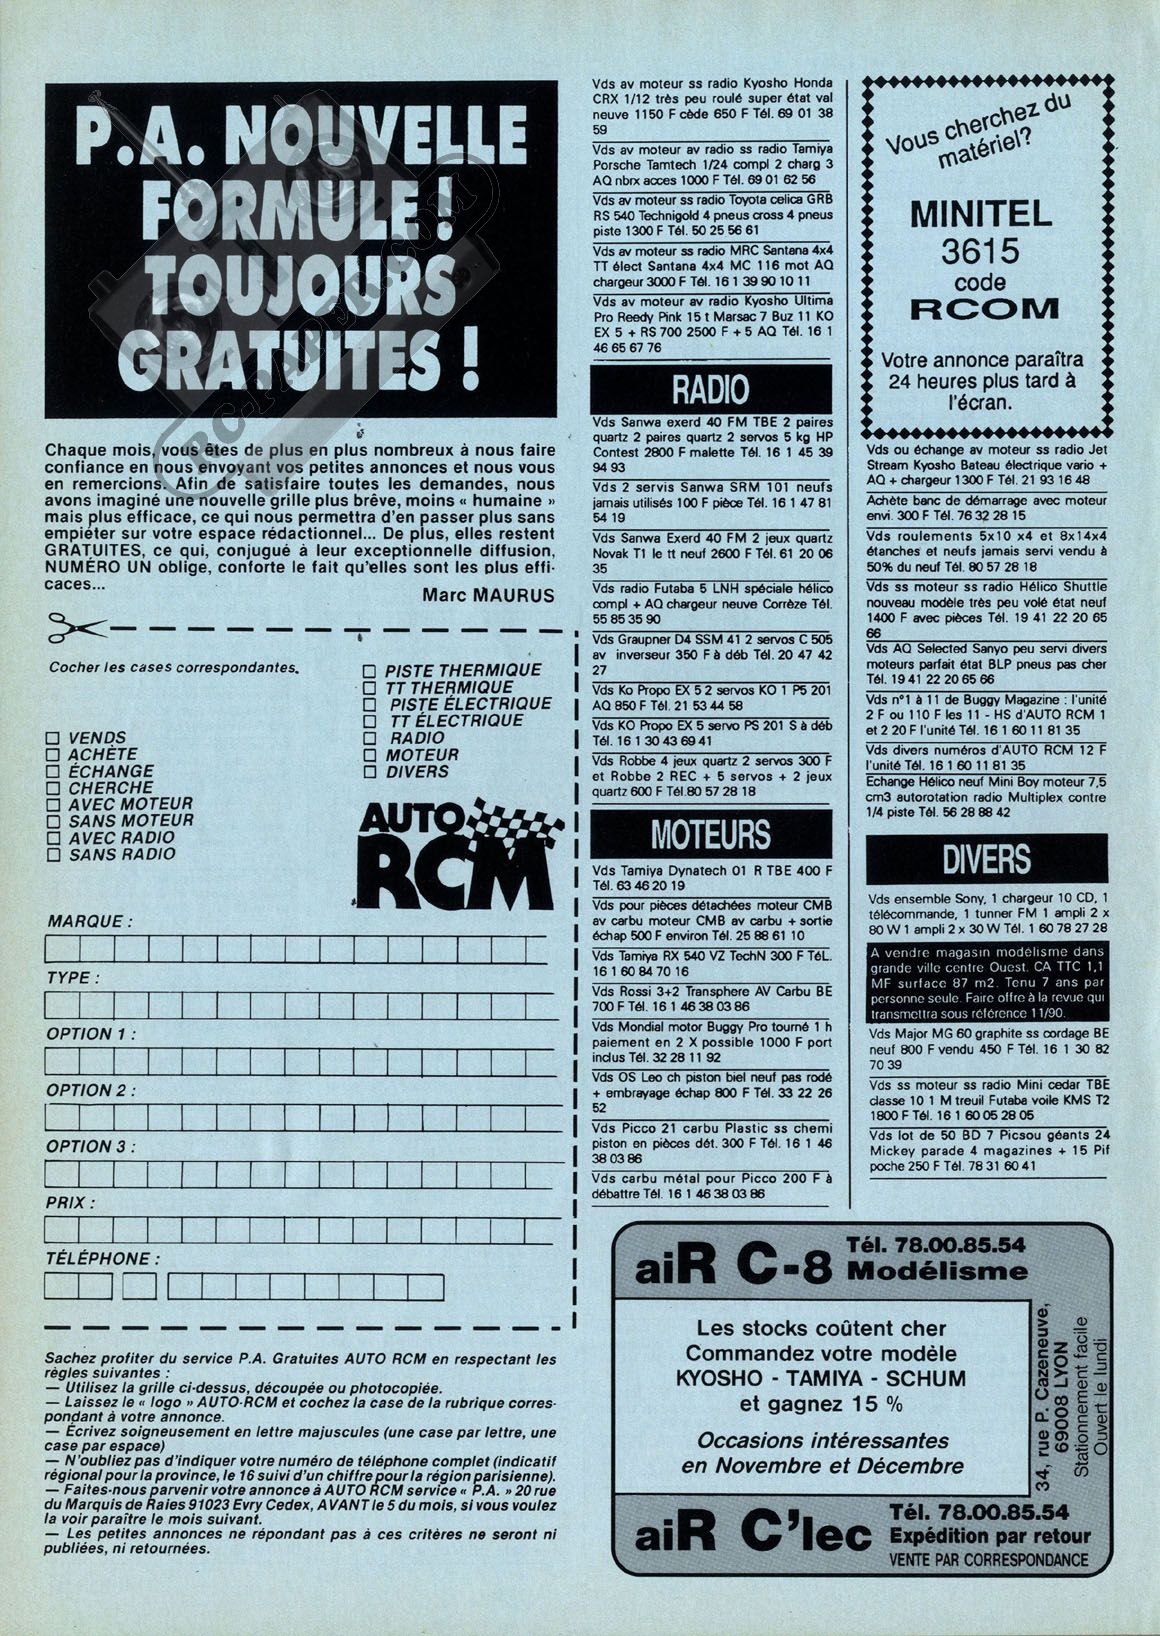 P.A. NOUVELLE
FORMULE !
TOUJOURS
GRATUITES !
RC-PAPER.COM
Chaque mois, vous êtes de plus en plus nombreux à nous faire
confiance en nous envoyant vos petites annonces et nous vous
en remercions. Afin de satisfaire toutes les demandes, nous
avons imaginé une nouvelle grille plus brève, moins « humaine »
mais plus efficace, ce qui nous permettra d'en passer plus sans
empiéter sur votre espace rédactionnel... De plus, elles restent
GRATUITES, ce qui, conjugué à leur exceptionnelle diffusion,
NUMÉRO UN oblige, conforte le fait qu'elles sont les plus effi-
caces...
Marc MAURUS
Cocher les cases correspondantes.
VENDS
ACHÈTE
ÉCHANGE
CHERCHE
AVEC MOTEUR
SANS MOTEUR
AVEC RADIO
SANS RADIO
PISTE THERMIQUE
TT THERMIQUE
PISTE ÉLECTRIQUE
TT ÉLECTRIQUE
RADIO
MOTEUR
DIVERS
AUTO
RCM
MARQUE :
TYPE :
OPTION 1 :
OPTION 2 :
OPTION 3 :
PRIX :
TÉLÉPHONE :
Sachez profiter du service P.A. Gratuites AUTO RCM en respectant les
règles suivantes :
— Utilisez la grille ci-dessus, découpée ou photocopiée.
— Laissez le « logo » AUTO-RCM et cochez la case de la rubrique corres-
pondant à votre annonce.
— Écrivez soigneusement en lettre majuscules (une case par lettre, une
case par espace)
— N'oubliez pas d'indiquer votre numéro de téléphone complet (indicatif
régional pour la province, le 16 suivi d'un chiffre pour la région parisienne).
— Faites-nous parvenir votre annonce à AUTO RCM service « P.A. » 20 rue
du Marquis de Raies 91023 Evry Cedex, AVANT le 5 du mois, si vous voulez
la voir paraître le mois suivant.
— Les petites annonces ne répondant pas à ces critères ne seront ni
publiées, ni retournées.
Vds av moteur ss radio Kyosho Honda
CRX 1/12 très peu roulé super état val
neuve 1150 F cède 650 F Tél. 69 01 38
59
Vds av moteur av radio ss radio Tamiya
Porsche Tamtech 1/24 compl 2 charg 3
AQ nbrx acces 1000 F Tél. 69 01 62 56
Vds av moteur ss radio Toyota celica GRB
RS 540 Technigold 4 pneus cross 4 pneus
piste 1300 F Tél. 50 25 56 61
Vds av moteur ss radio MRC Santana 4x4
TT élect Santana 4x4 MC 116 mot AQ
chargeur 3000 F Tél. 16 1 39 90 10 11
Vds av moteur av radio Kyosho Ultima
Pro Reedy Pink 15 t Marsac 7 Buz 11 KO
EX 5 + RS 700 2500 F + 5 AQ Tél. 16 1
46 65 67 76
RADIO
Vds Sanwa exerd 40 FM TBE 2 paires
quartz 2 paires quartz 2 servos 5 kg HP
Contest 2800 F malette Tél. 16 1 45 39
94 93
Vds 2 servis Sanwa SRM 101 neufs
jamais utilisés 100 F pièce Tél. 16 1 47 81
54 19
Vds Sanwa Exerd 40 FM 2 jeux quartz
Novak T1 le tt neuf 2600 F Tél. 61 20 06
35
Vds radio Futaba 5 LNH spéciale hélico
compl + AQ chargeur neuve Corrèze Tél.
55 85 35 90
Vds Graupner D4 SSM 41 2 servos C 505
av inverseur 350 F à déb Tél. 20 47 42
27
Vds Ko Propo EX 5 2 servos KO 1 P5 201
AQ 850 F Tél. 21 53 44 58
Vds KO Propo EX 5 servo PS 201 S à déb
Tél. 16 1 30 43 69 41
Vds Robbe 4 jeux quartz 2 servos 300 F
et Robbe 2 REC + 5 servos + 2 jeux
quartz 600 F Tél.80 57 28 18
MOTEURS
Vds Tamiya Dynatech 01 R TBE 400 F
Tél. 63 46 20 19
Vds pour pièces détachées moteur CMB
av carbu moteur CMB av carbu + sortie
échap 500 F environ Tél. 25 88 61 10
Vds Tamiya RX 540 VZ TechN 300 F TéL.
16 1 60 84 70 16
Vds Rossi 3+2 Transphere AV Carbu BE
700 F Tél. 16 1 46 38 03 86
Vds Mondial motor Buggy Pro tourné 1 h
paiement en 2 X possible 1000 F port
inclus Tél. 32 28 11 92
Vds OS Leo ch piston biel neuf pas rodé
+ embrayage échap 800 F Tél. 33 22 26
52
Vds Picco 21 carbu Plastic ss chemi
piston en pièces dét. 300 F Tél. 16 1 46
38 03 86
Vds carbu métal pour Picco 200 F à
débattre Tél. 16 1 46 38 03 86
Vous cherchez du
matériel?
MINITEL
3615
code
RCOM
Votre annonce paraîtra
24 heures plus tard à
l'écran.
Vds ou échange av moteur ss radio Jet
Stream Kyosho Bateau électrique vario +
AQ + chargeur 1300 F Tél. 21 93 16 48
Achète banc de démarrage avec moteur
envi. 300 F Tél. 76 32 28 15
Vds roulements 5x10 x4 et 8x14x4
étanches et neufs jamais servi vendu à
50% du neuf Tél. 80 57 28 18
Vds ss moteur ss radio Hélico Shuttle
nouveau modèle très peu volé état neuf
1400 F avec pièces Tél. 19 41 22 20 65
66
Vds AQ Selected Sanyo peu servi divers
moteurs parfait état BLP pneus pas cher
Tél. 19 41 22 20 65 66
Vds n°1 à 11 de Buggy Magazine : l'unité
2 F ou 110 F les 11 - HS d'AUTO RCM 1
et 2 20 F l'unité Tél. 16 1 60 11 81 35
Vds divers numéros d'AUTO RCM 12 F
l'unité Tél. 16 1 60 11 81 35
Echange Hélico neuf Mini Boy moteur 7,5
cm3 autorotation radio Multiplex contre
1/4 piste Tél. 56 28 88 42
DIVERS
Vds ensemble Sony, 1 chargeur 10 CD, 1
télécommande, 1 tunner FM 1 ampli 2 x
80 W 1 ampli 2 x 30 W Tél. 1 60 78 27 28
A vendre magasin modélisme dans
grande ville centre Ouest. CA TTC 1,1
MF surface 87 m2. Tenu 7 ans par
personne seule. Faire offre à la revue qui
transmettra sous référence 11/90.
Vds Major MG 60 graphite ss cordage BE
neuf 800 F vendu 450 F Tél. 16 1 30 82
70 39
Vds ss moteur ss radio Mini cedar TBE
classe 10 1 M treuil Futaba voile KMS T2
1800 F Tél. 16 1 60 05 28 05
Vds lot de 50 BD 7 Picsou géants 24
Mickey parade 4 magazines + 15 Pif
poche 250 F Tél. 78 31 60 41
aiR C-8
Tél. 78.00.85.54
Modélisme
Les stocks coûtent cher
Commandez votre modèle
KYOSHO - TAMIYA - SCHUM
et gagnez 15 %
Occasions intéressantes
en Novembre et Décembre
34, rue P. Cazeneuve,
69008 LYON
Stationnement facile
Ouvert le lundi
aiR C'lec
Tél. 78.00.85.54
Expédition par retour
VENTE PAR CORRESPONDANCE